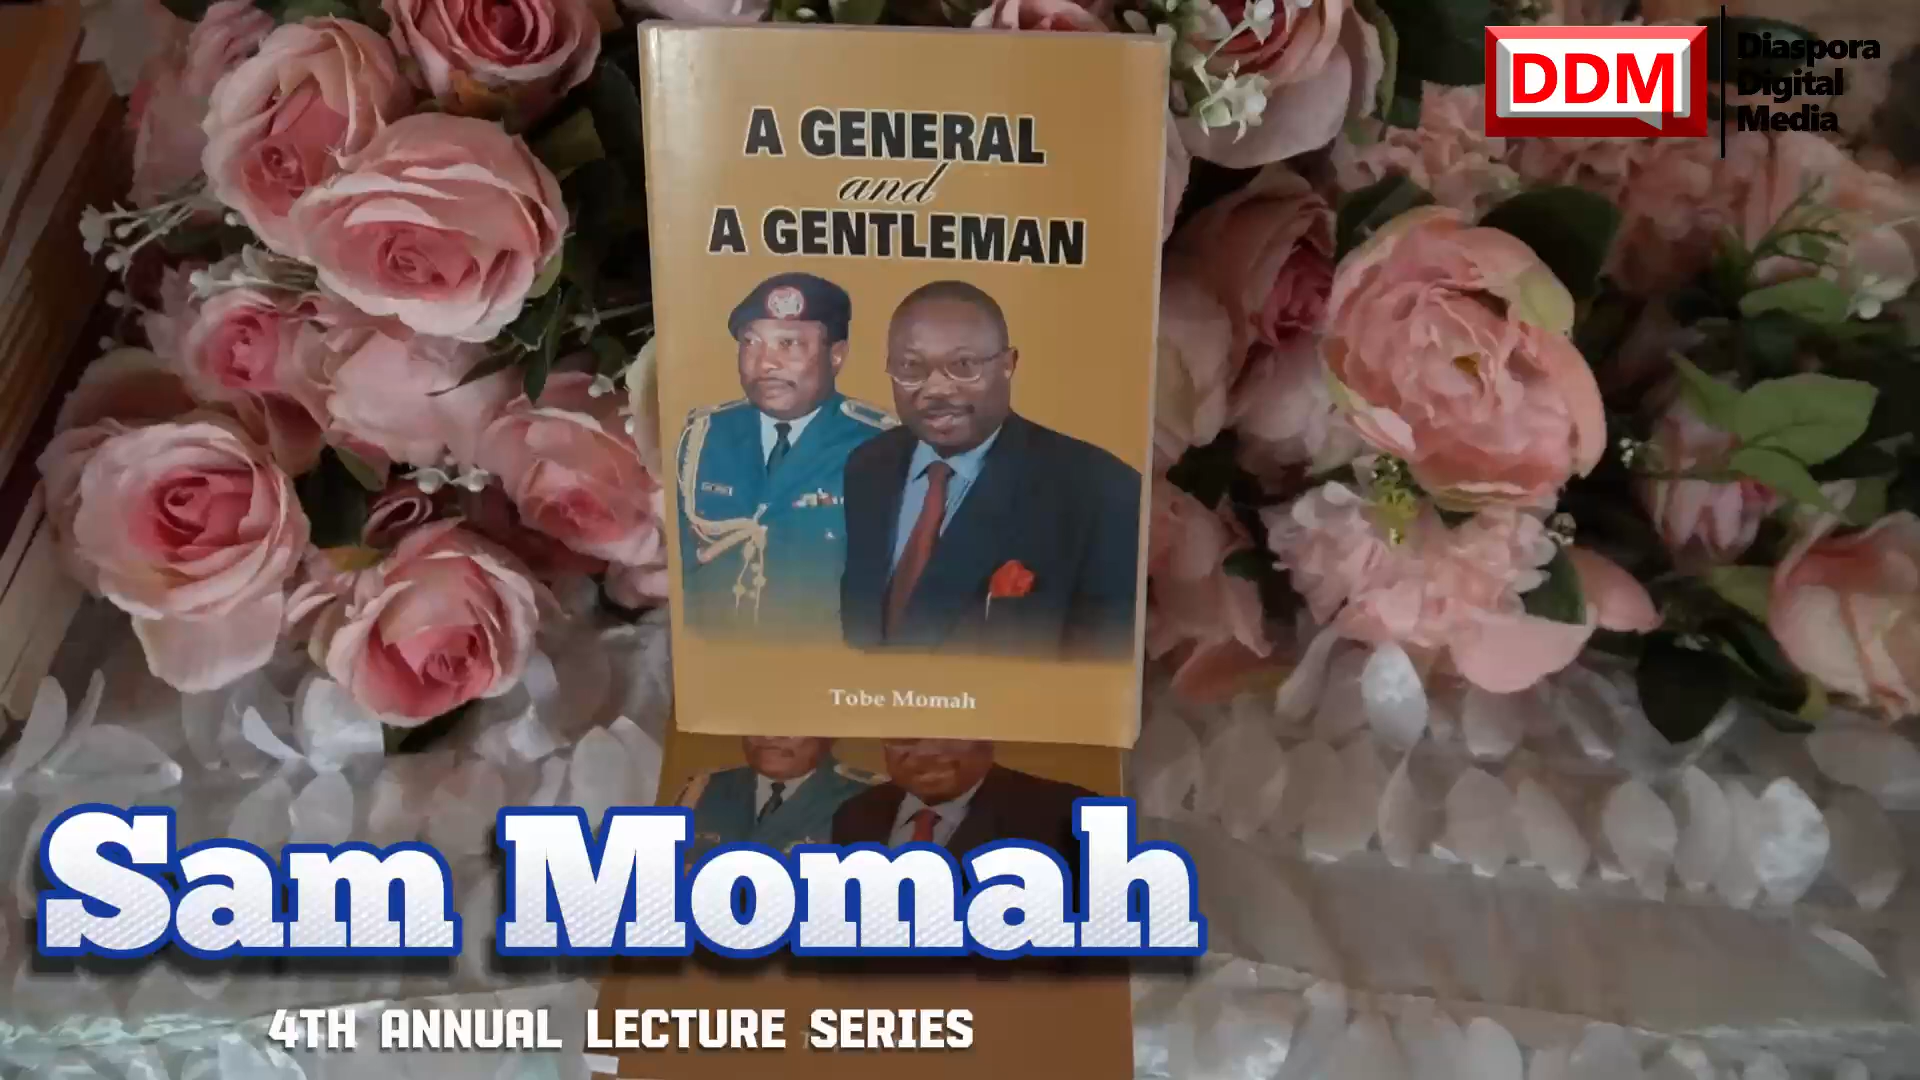 DDM
Diaspora
Digital
Media
A GENERAL
and
A GENTLEMAN
Tobe Momah
Sam Momah
4TH ANNUAL LECTURE SERIES